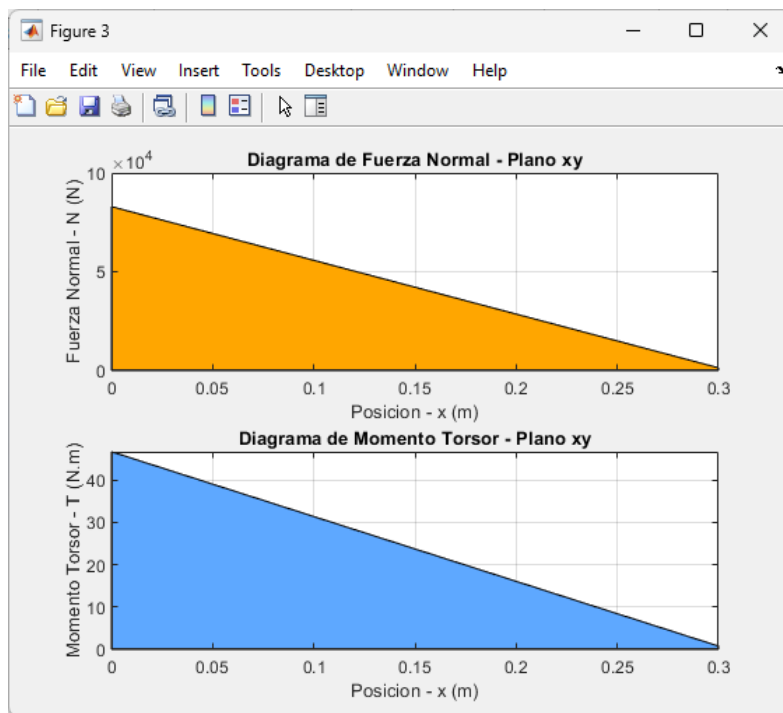 Figure 3
File Edit View Insert Tools Desktop Window Help
×10⁴
Diagrama de Fuerza Normal - Plano xy
Fuerza Normal - N (N)
10
5
0
0 0.05 0.1 0.15 0.2 0.25 0.3
Posicion - x (m)
Diagrama de Momento Torsor - Plano xy
Momento Torsor - T (N.m)
40
30
20
10
0
0 0.05 0.1 0.15 0.2 0.25 0.3
Posicion - x (m)